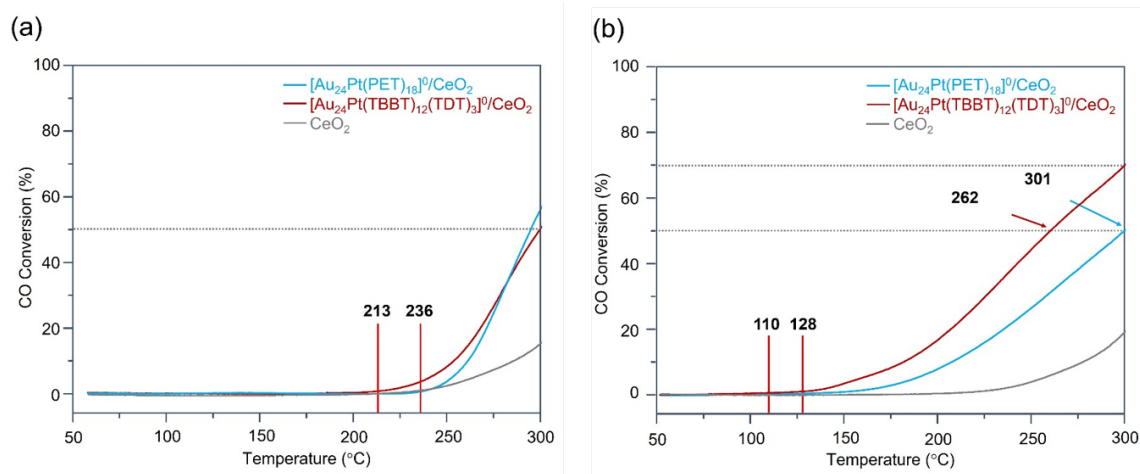 (a)
100
[Au₂₄Pt(PET)₁₈]⁰/CeO₂
[Au₂₄Pt(TBBT)₁₂(TDT)₃]⁰/CeO₂
CeO₂
80
60
40
20
0
CO Conversion (%)
213 236
50 100 150 200 250 300
Temperature (°C)
(b)
100
[Au₂₄Pt(PET)₁₈]⁰/CeO₂
[Au₂₄Pt(TBBT)₁₂(TDT)₃]⁰/CeO₂
CeO₂
80
60
40
20
0
CO Conversion (%)
301
262
110 128
50 100 150 200 250 300
Temperature (°C)